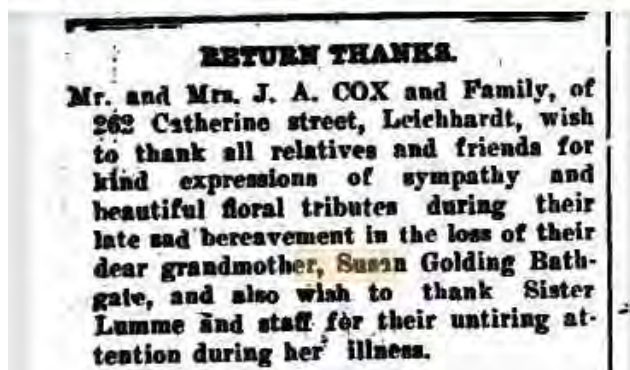 RETURN THANKS.
Mr. and Mrs. J. A. COX and Family, of
262 Catherine street, Leichhardt, wish
to thank all relatives and friends for
kind expressions of sympathy and
beautiful floral tributes during their
late sad bereavement in the loss of their
dear grandmother, Susan Golding Bath-
gate, and also wish to thank Sister
Lumme and staff for their untiring at-
tention during her illness.